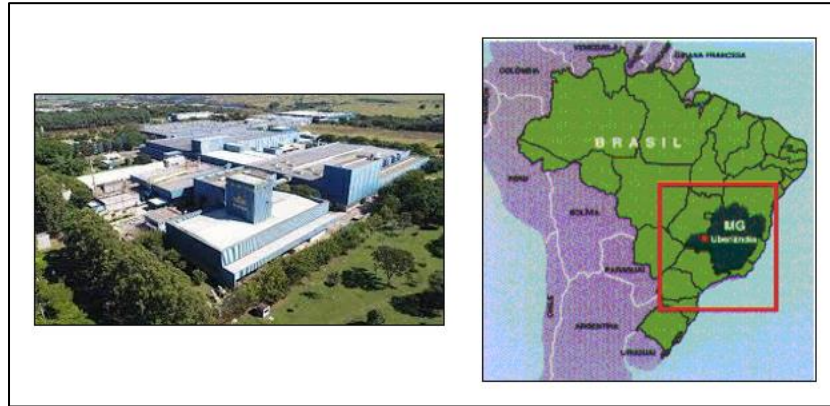 VENEZUELA
GUIANA FRANCESA
COLÔMBIA
BRASIL
PERU
BOLÍVIA
MG
Uberlândia
PARAGUAI
CHILE
ARGENTINA
URUGUAI